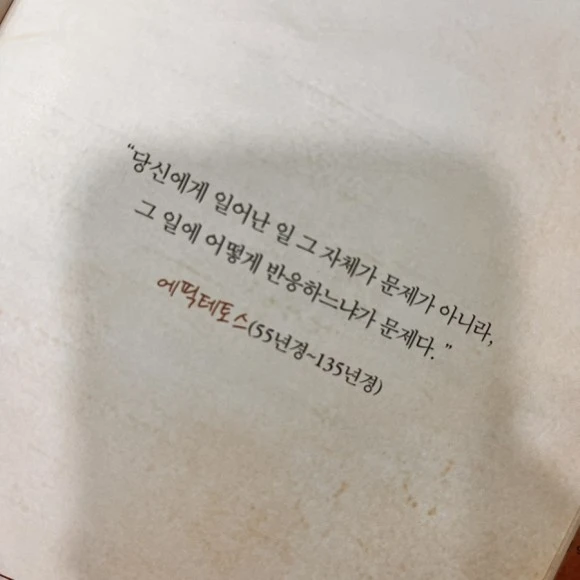 “당신에게 일어난 일 그 자체가 문제가 아니라,
그 일에 어떻게 반응하느냐가 문제다.”
에픽테토스(55년경~135년경)